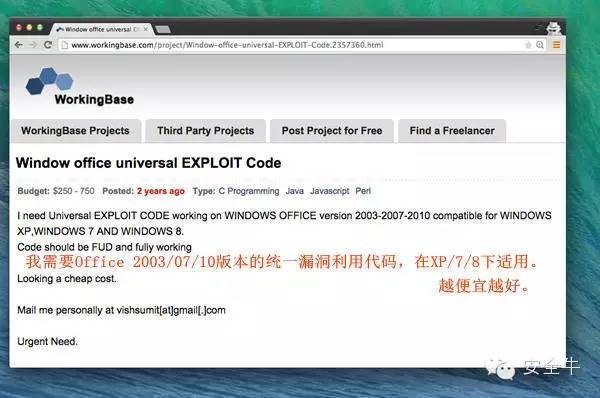 Window office universal EXPLOIT C
www.workingbase.com/project/Window-office-universal-EXPLOIT-Code.2357360.html
WorkingBase
WorkingBase Projects Third Party Projects Post Project for Free Find a Freelancer
Window office universal EXPLOIT Code
Budget: $250 - 750 Posted: 2 years ago Type: C Programming Java Javascript Perl
I need Universal EXPLOIT CODE working on WINDOWS OFFICE version 2003-2007-2010 compatible for WINDOWS
XP,WINDOWS 7 AND WINDOWS 8.
Code should be FUD and fully working
我需要Office 2003/07/10版本的统一漏洞利用代码，在XP/7/8下适用。
Looking a cheap cost.
越便宜越好。
Mail me personally at vishsumit[at]gmail[.]com
Urgent Need.
安全牛